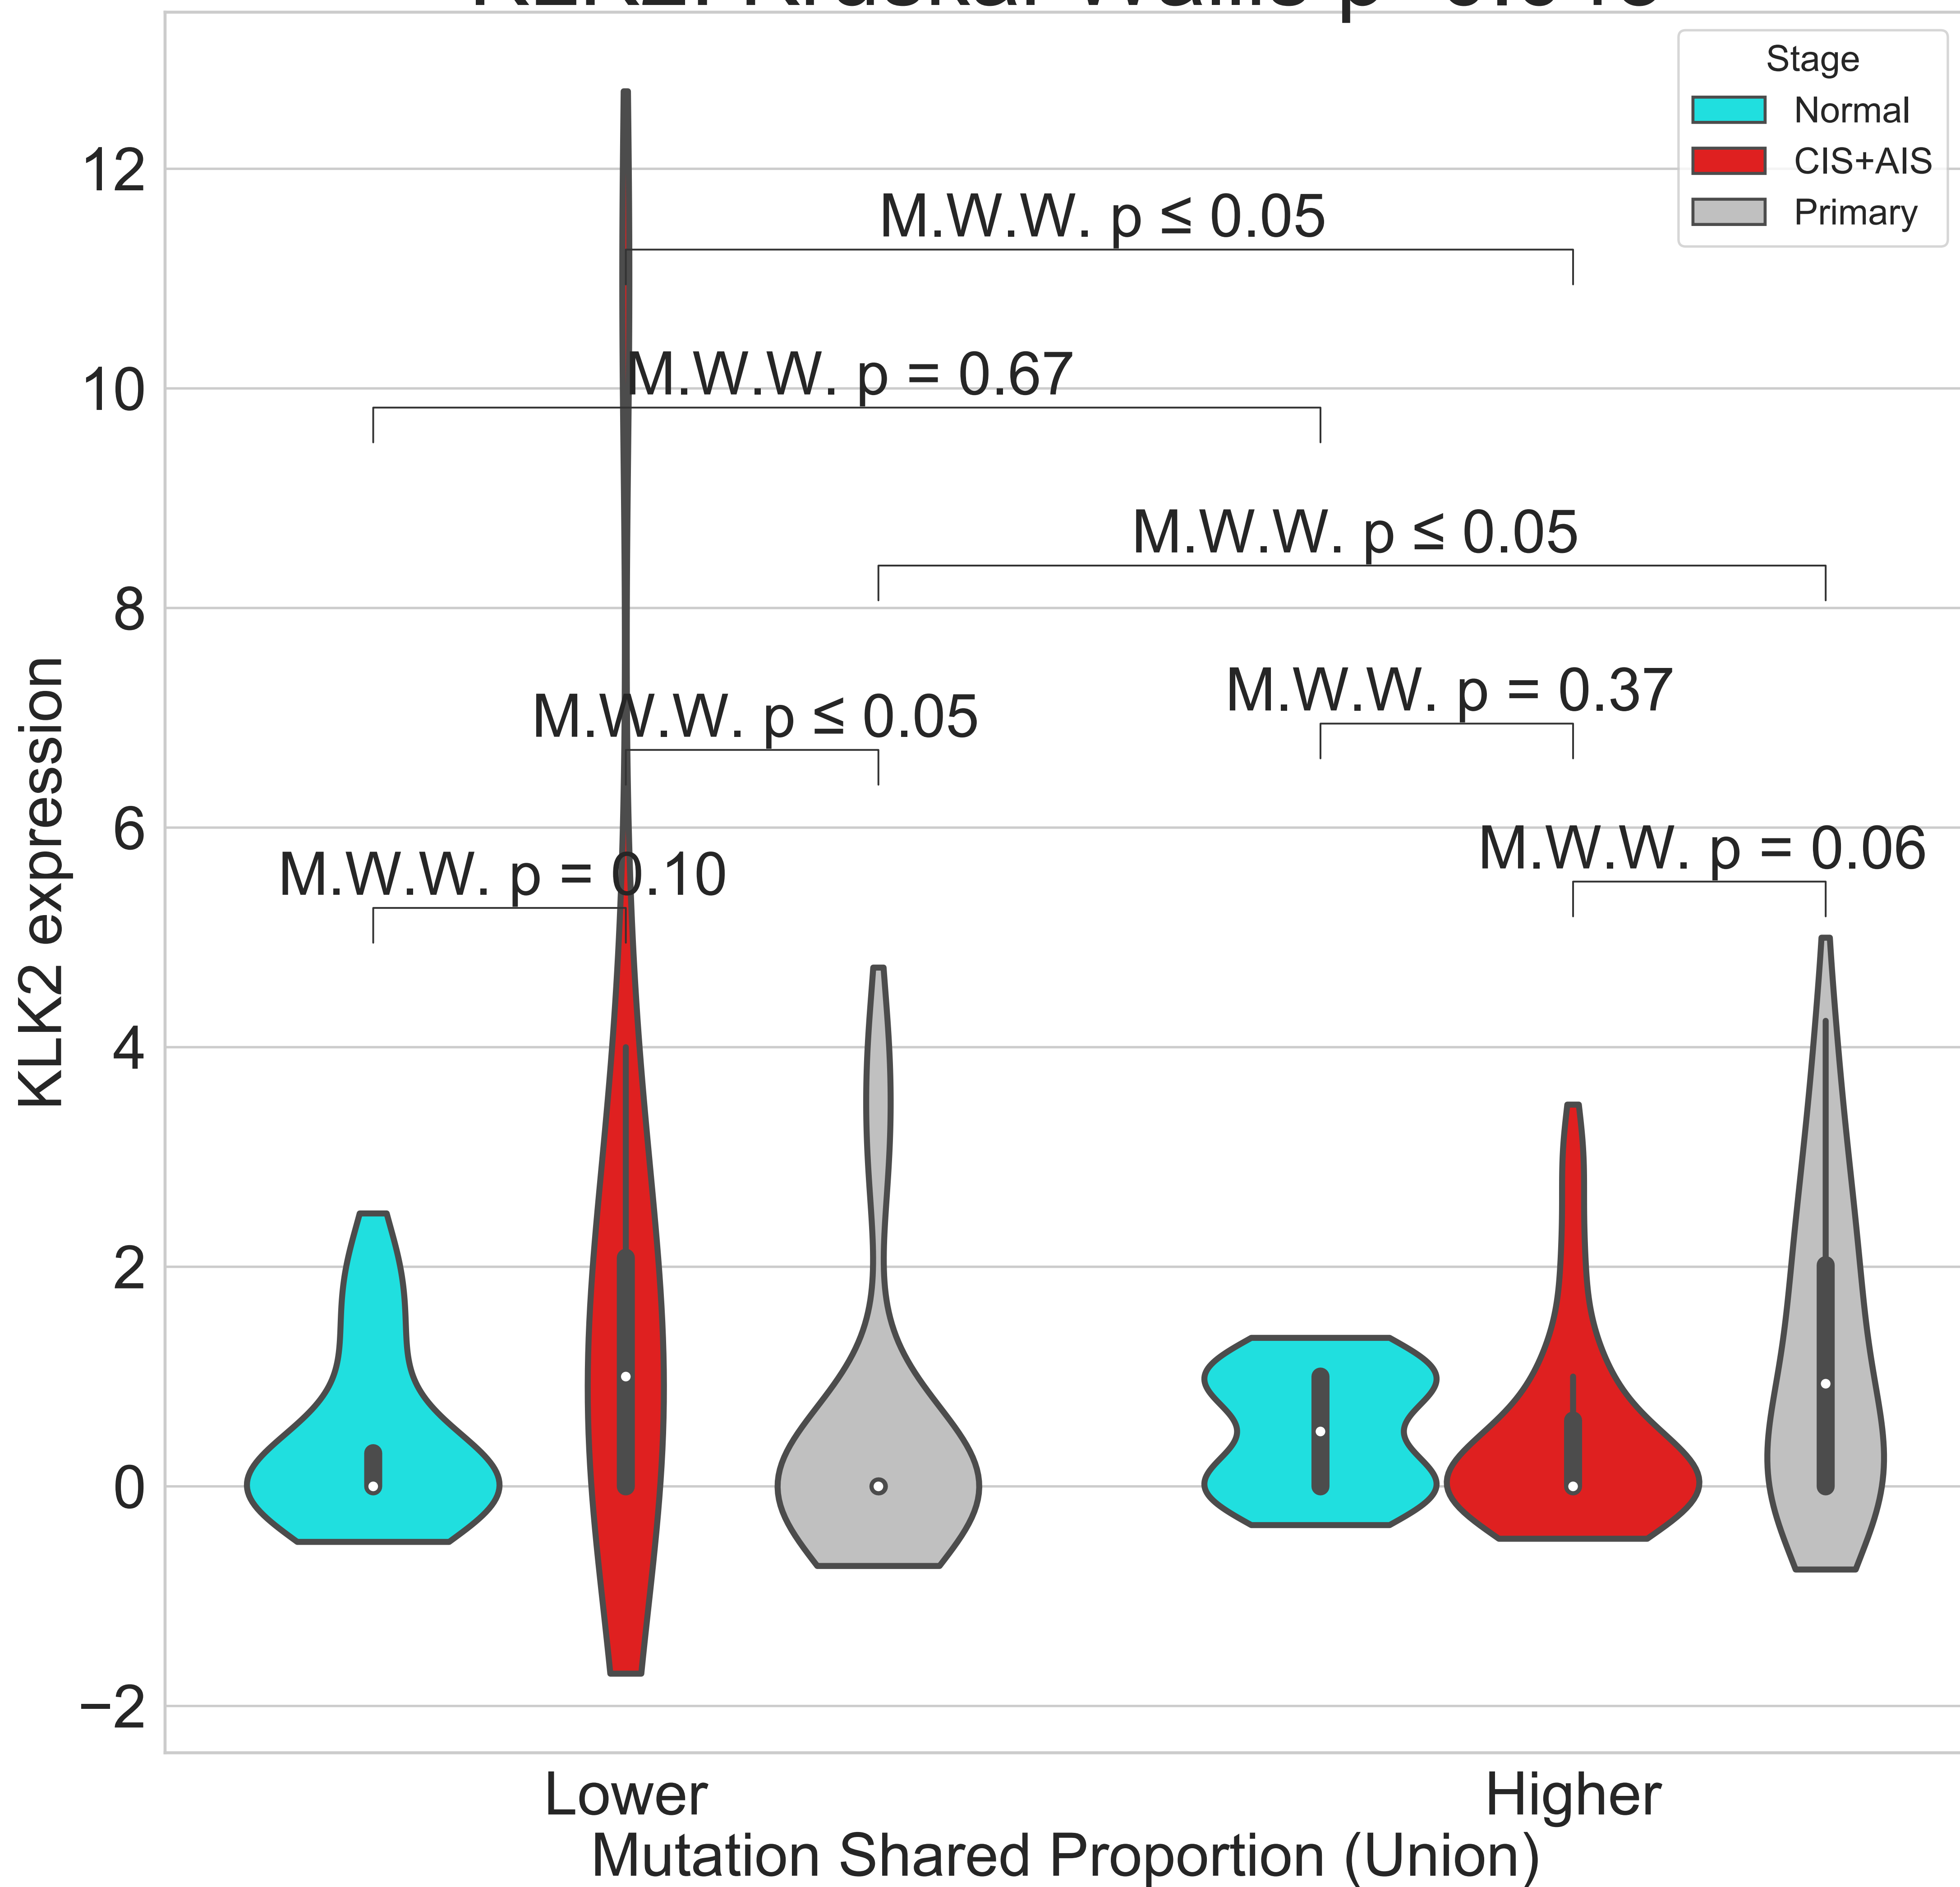 Stage
Normal
CIS+AIS
Primary
12
10
8
6
4
2
0
−2
KLK2 expression
M.W.W. p ≤ 0.05
M.W.W. p = 0.67
M.W.W. p ≤ 0.05
M.W.W. p ≤ 0.05
M.W.W. p = 0.37
M.W.W. p = 0.10
M.W.W. p = 0.06
Lower
Higher
Mutation Shared Proportion (Union)